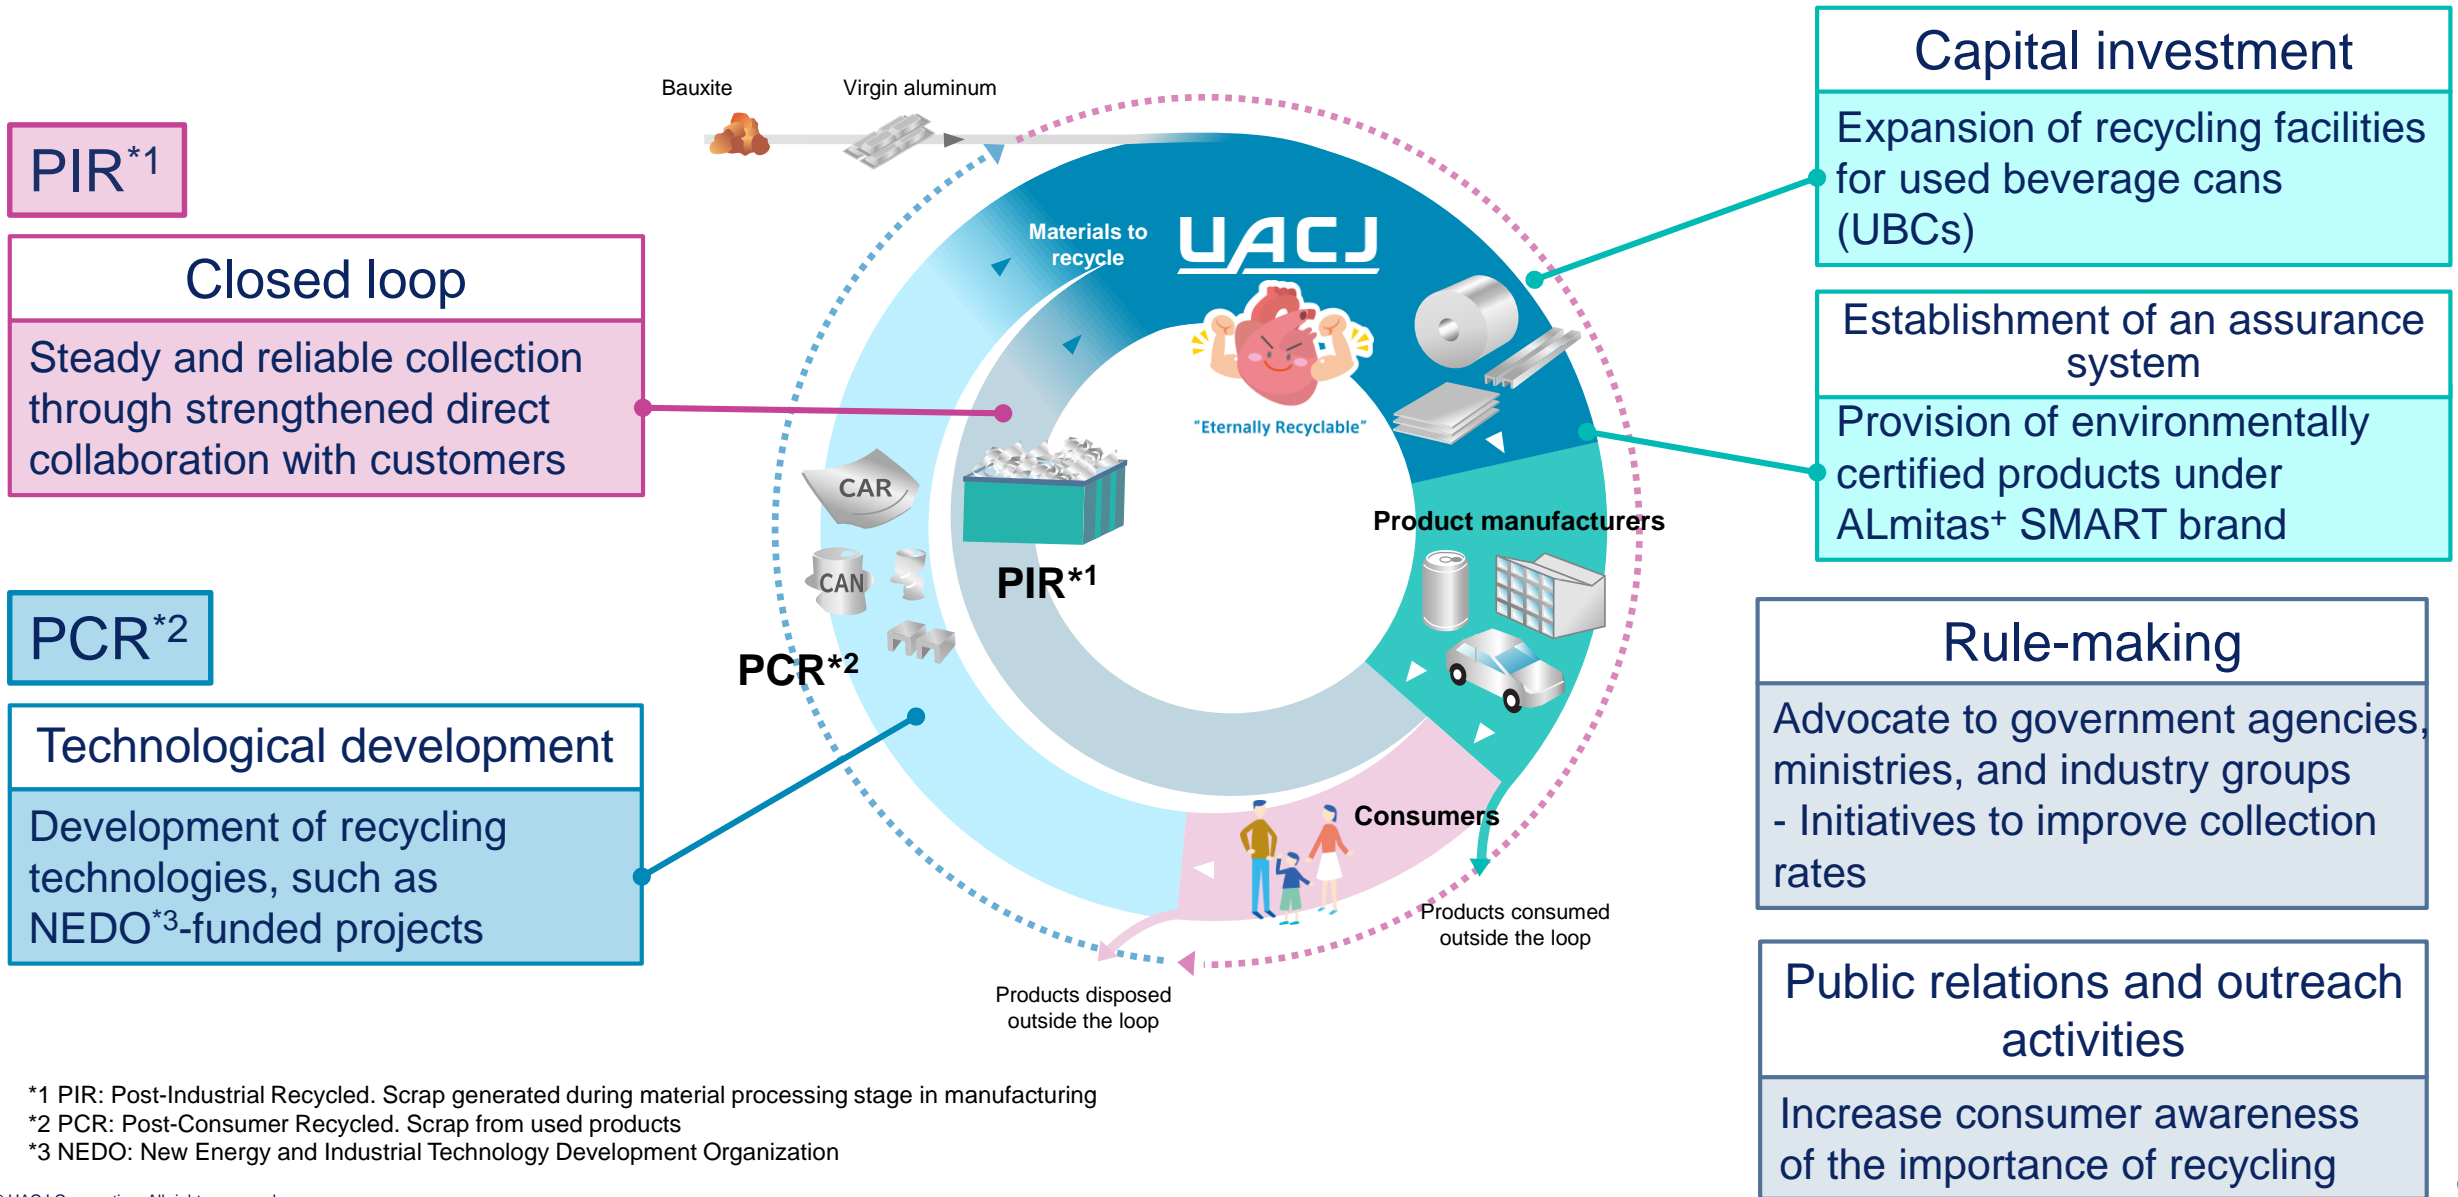 Bauxite
Virgin aluminum
PIR*1
Closed loop
Steady and reliable collection
through strengthened direct
collaboration with customers
PCR*2
Technological development
Development of recycling
technologies, such as
NEDO*3-funded projects
Materials to
recycle
UACJ
"Eternally Recyclable"
CAR
CAN
PIR*1
PCR*2
Product manufacturers
Consumers
Products consumed
outside the loop
Products disposed
outside the loop
Capital investment
Expansion of recycling facilities
for used beverage cans
(UBCs)
Establishment of an assurance
system
Provision of environmentally
certified products under
ALmitas+ SMART brand
Rule-making
Advocate to government agencies,
ministries, and industry groups
- Initiatives to improve collection
rates
Public relations and outreach
activities
Increase consumer awareness
of the importance of recycling
*1 PIR: Post-Industrial Recycled. Scrap generated during material processing stage in manufacturing
*2 PCR: Post-Consumer Recycled. Scrap from used products
*3 NEDO: New Energy and Industrial Technology Development Organization